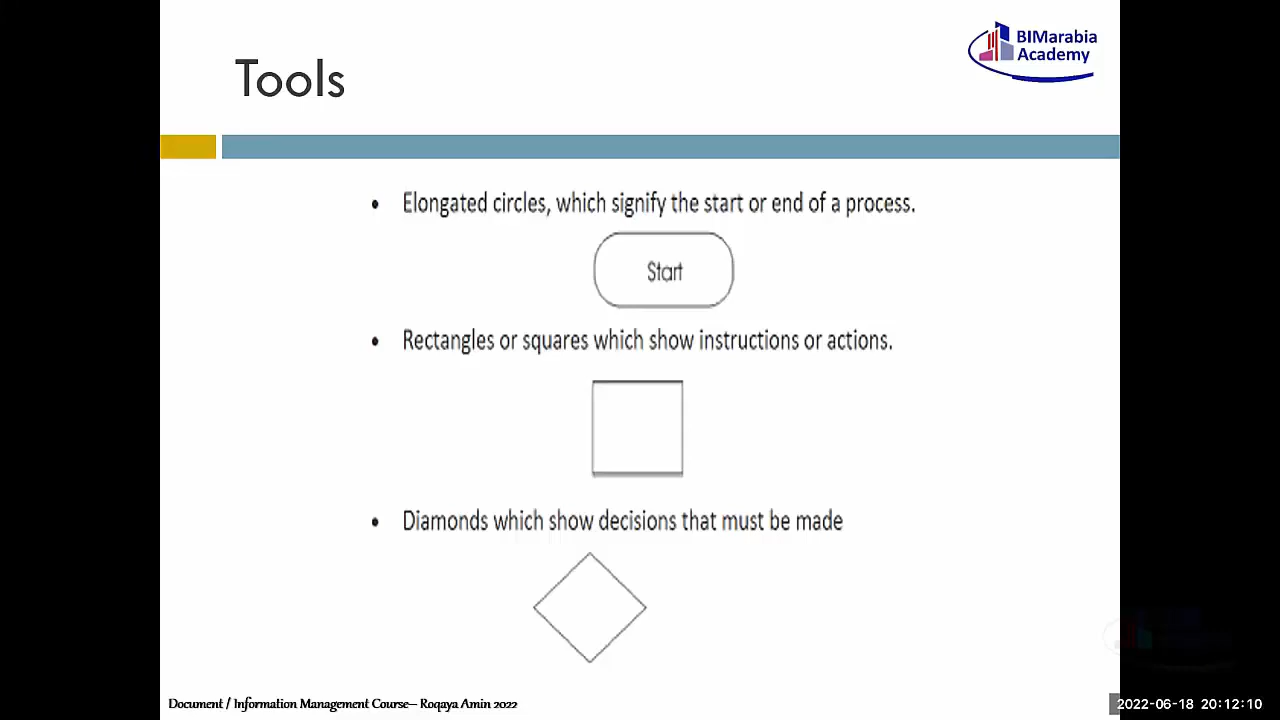 BIMarabia
Academy
Tools
• Elongated circles, which signify the start or end of a process.
Start
• Rectangles or squares which show instructions or actions.
• Diamonds which show decisions that must be made
Document / Information Management Course– Roqaya Amin 2022
2022-06-18 20:12:10